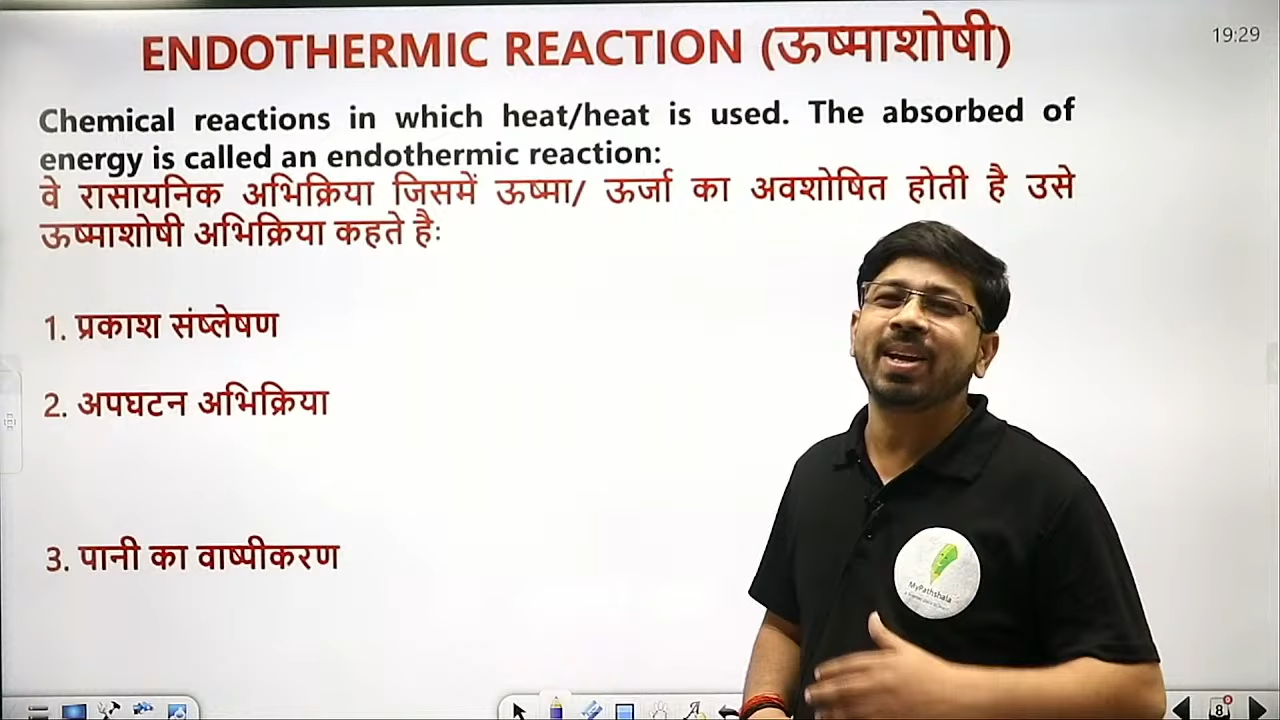 ENDOTHERMIC REACTION (ऊष्माशोषी)
19:29
Chemical reactions in which heat/heat is used. The absorbed of
energy is called an endothermic reaction:
वे रासायनिक अभिक्रिया जिसमें ऊष्मा/ ऊर्जा का अवशोषित होती है उसे
ऊष्माशोषी अभिक्रिया कहते हैः
1. प्रकाश संष्लेषण
2. अपघटन अभिक्रिया
3. पानी का वाष्पीकरण
MyPathshala
8